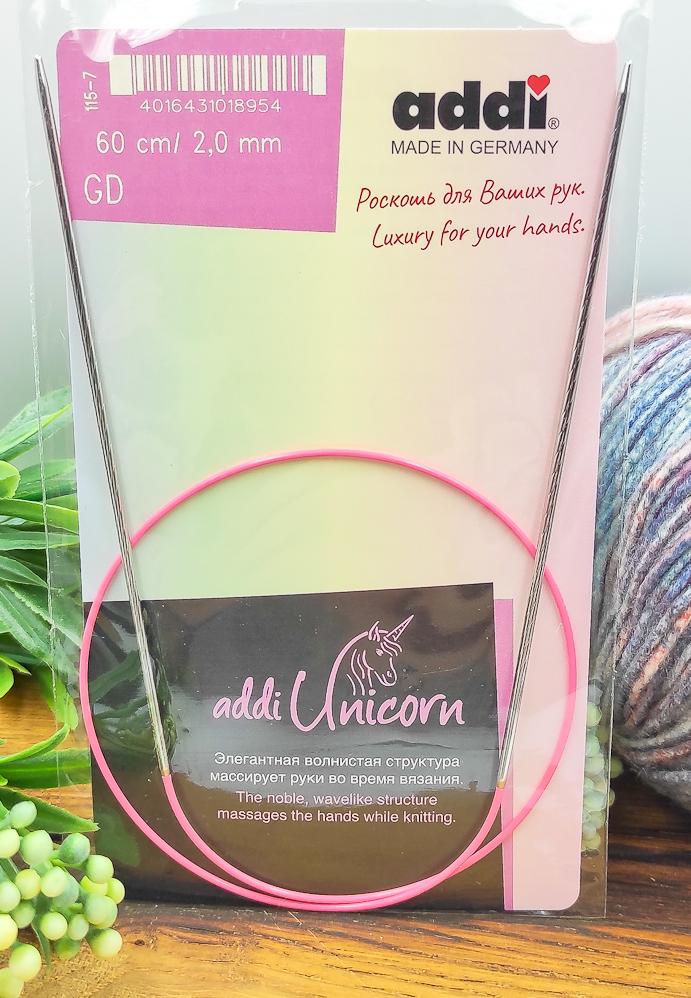 115-7
4016431018954
60 cm/ 2,0 mm
GD
addi®
MADE IN GERMANY
Роскошь для Ваших рук.
Luxury for your hands.
addi Unicorn
Элегантная волнистая структура
массирует руки во время вязания.
The noble, wavelike structure
massages the hands while knitting.